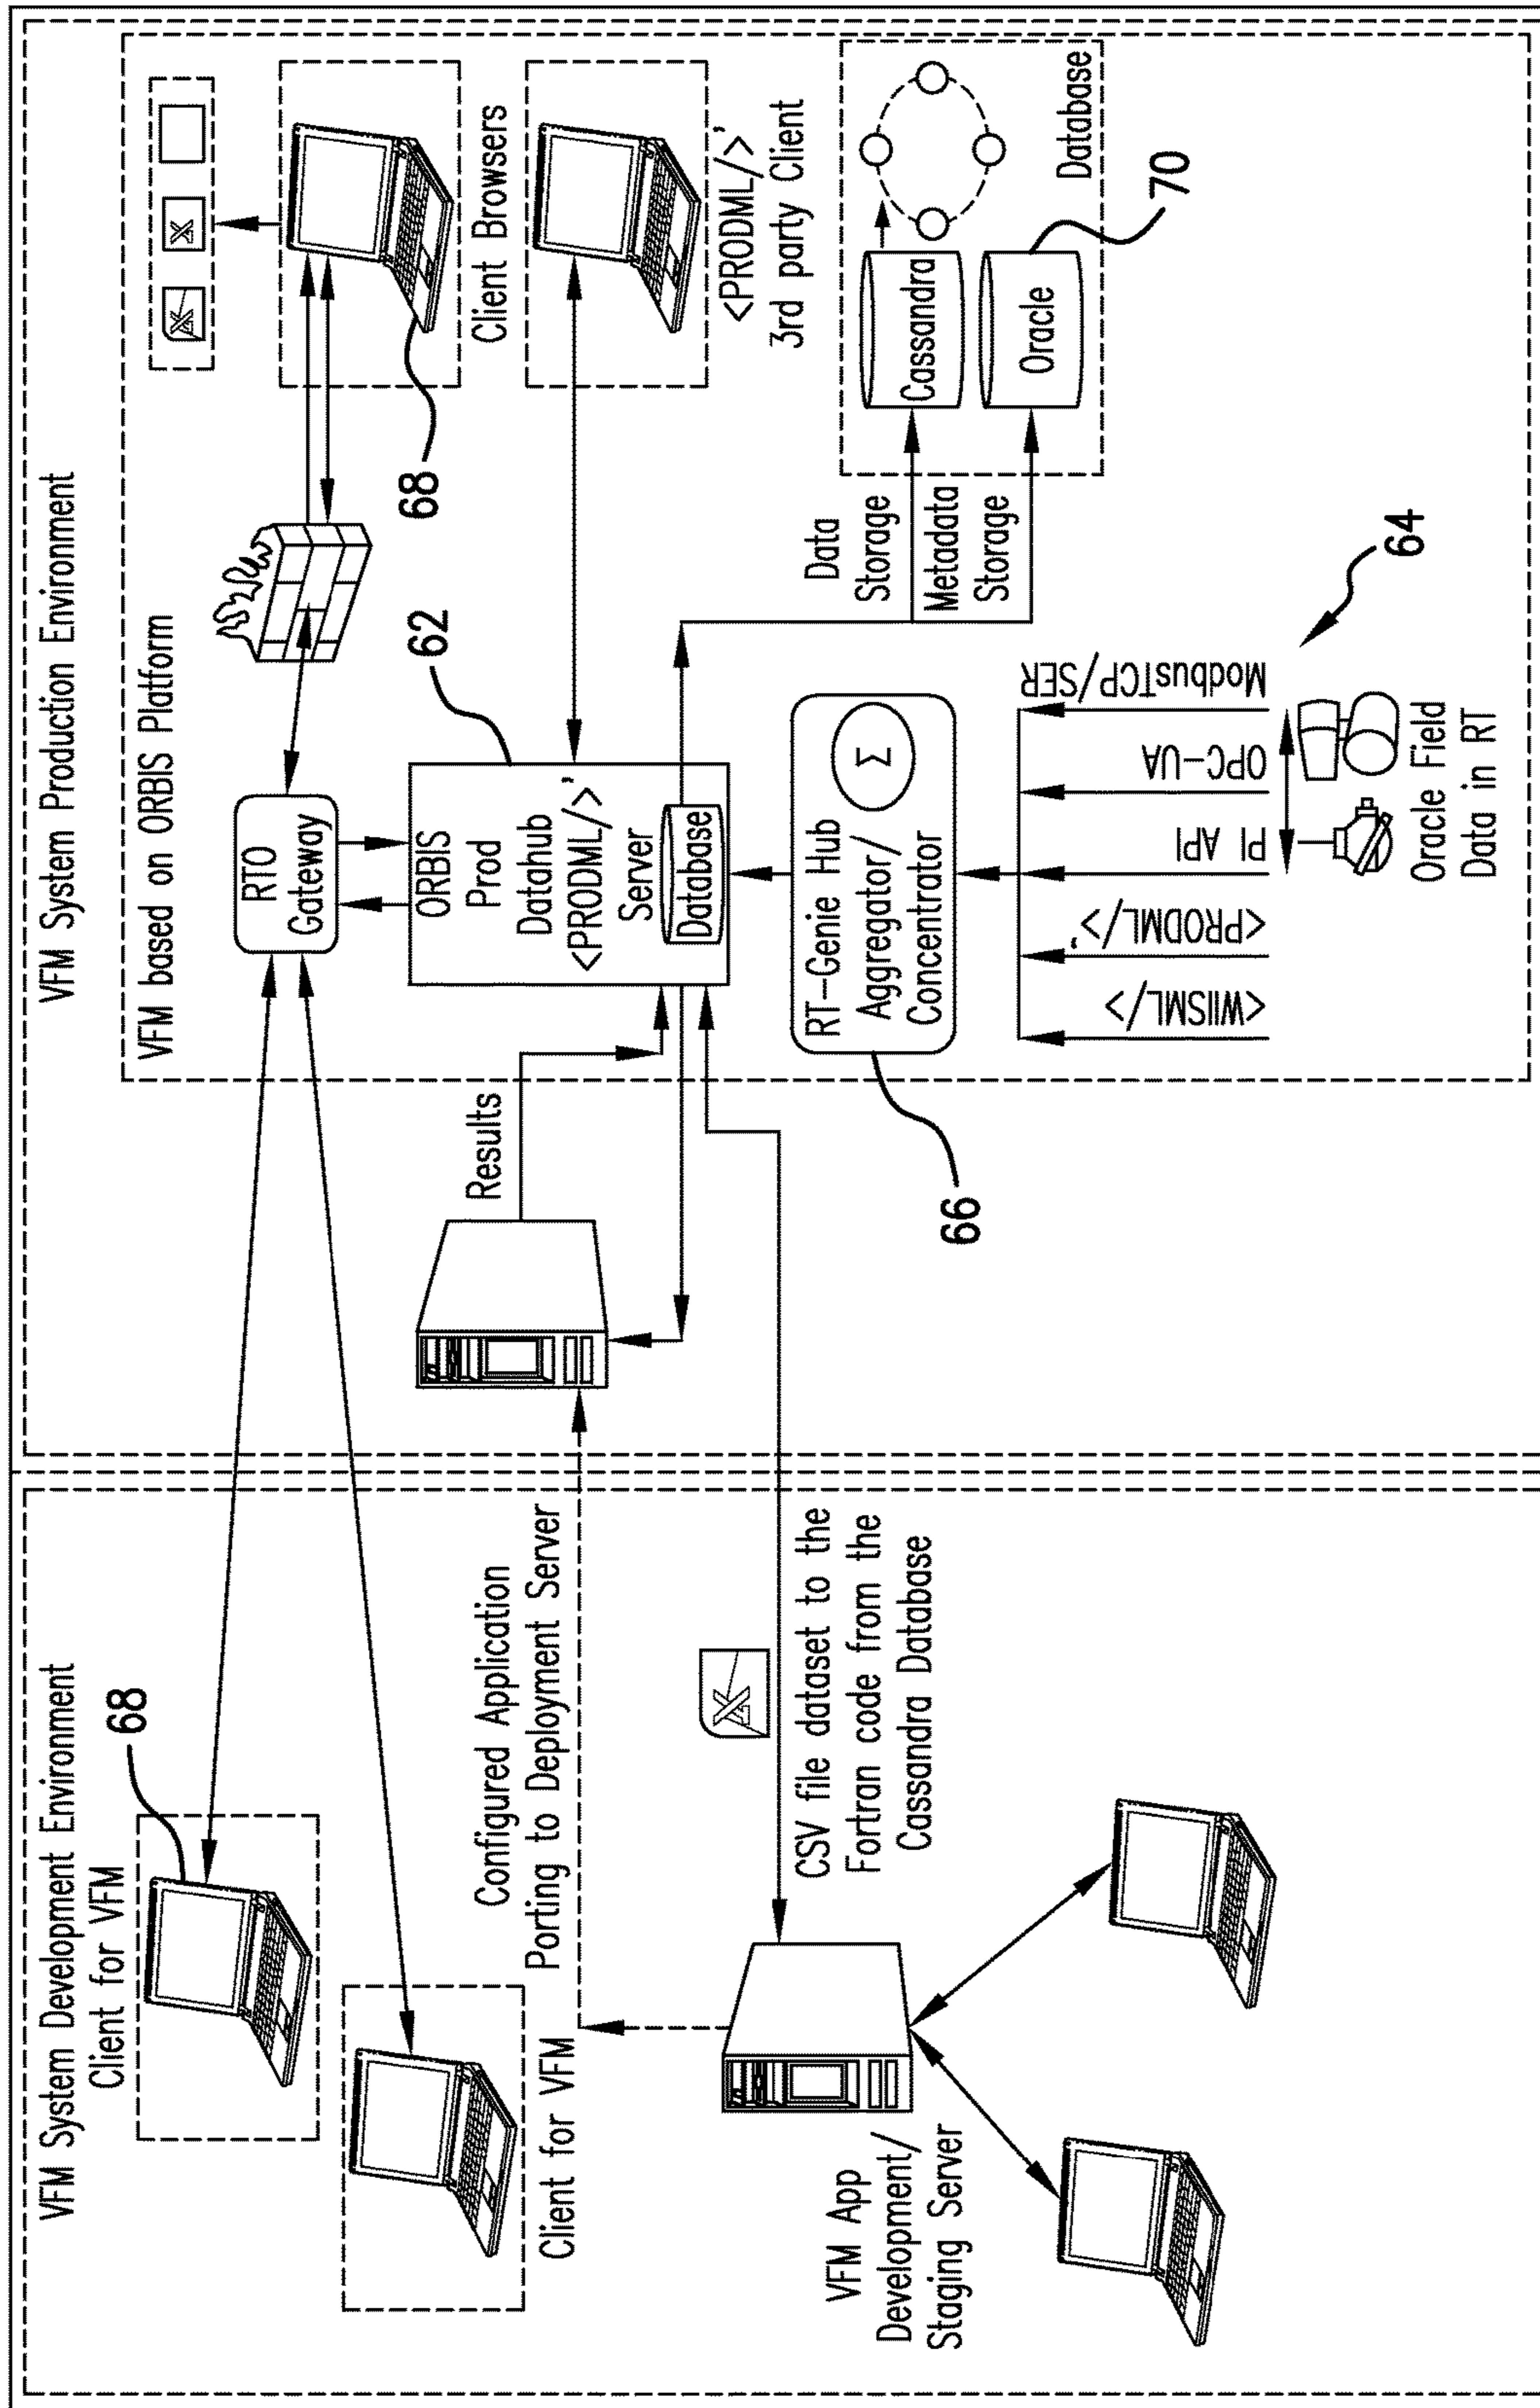 VFM System Development Environment
Client for VFM
68
Client for VFM
Configured Application
Porting to Deployment Server
VFM App
Development/
Staging Server
X
CSV file dataset to the
Fortran code from the
Cassandra Database
VFM System Production Environment
VFM based on ORBIS Platform
RTO
Gateway
X
X
68
Client Browsers
Results
62
ORBIS
Prod
Datahub
<PRODML/>'
Server
Database
<PRODML/>'
3rd party Client
66
RT-Genie Hub
Aggregator/
Concentrator
Σ
Data
Storage
Metadata
Storage
Cassandra
Oracle
Database
70
<WIISML/>
<PRODML/>'
PI API
OPC-UA
ModbusTCP/SER
64
Oracle Field
Data in RT